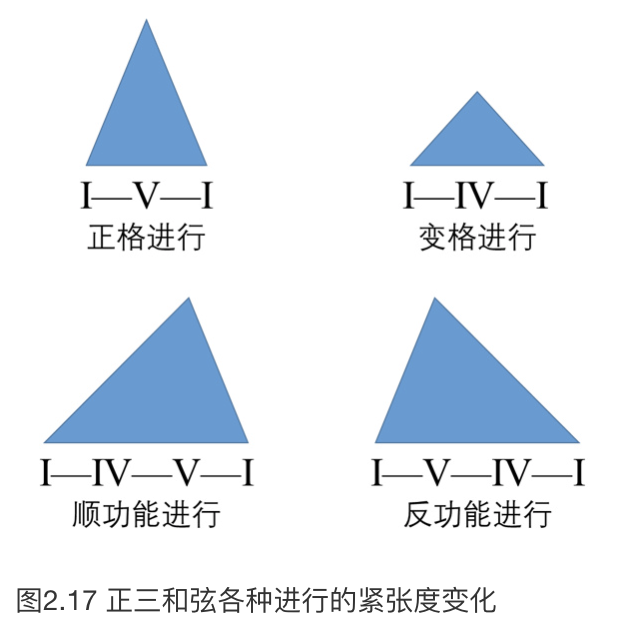 I—V—I
正格进行
I—IV—I
变格进行
I—IV—V—I
顺功能进行
I—V—IV—I
反功能进行
图2.17 正三和弦各种进行的紧张度变化